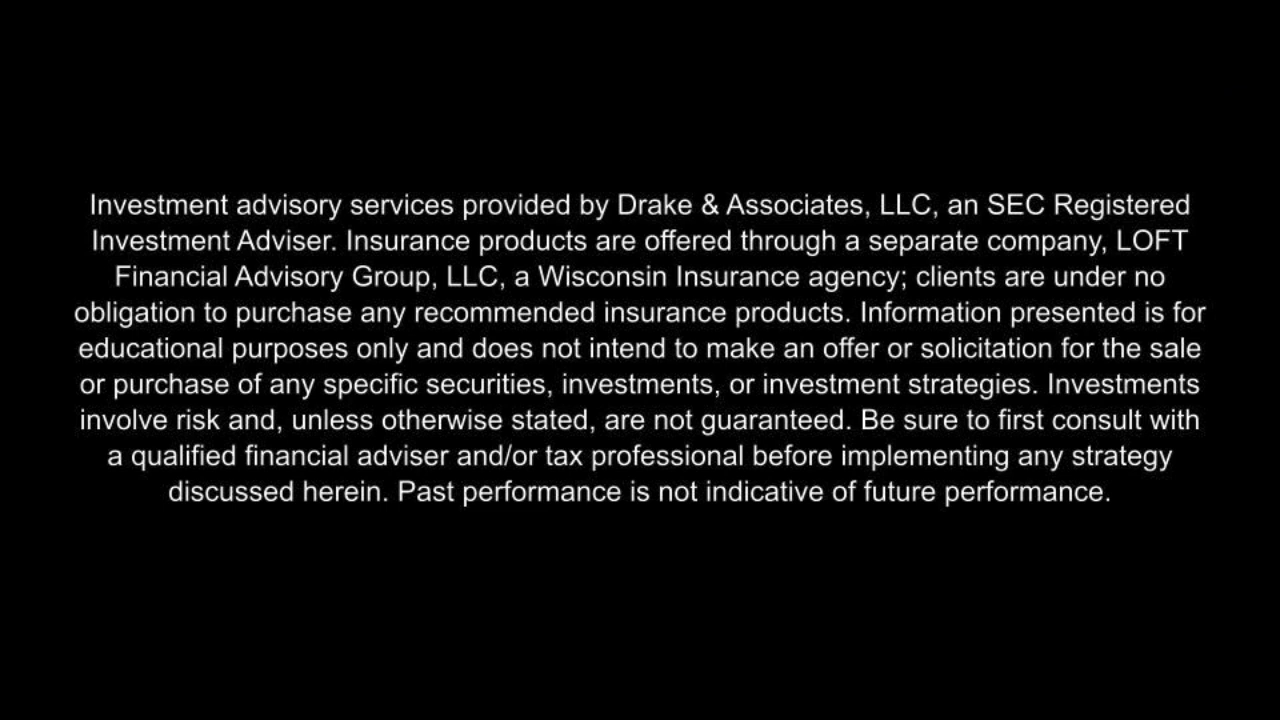 Investment advisory services provided by Drake & Associates, LLC, an SEC Registered
Investment Adviser. Insurance products are offered through a separate company, LOFT
Financial Advisory Group, LLC, a Wisconsin Insurance agency; clients are under no
obligation to purchase any recommended insurance products. Information presented is for
educational purposes only and does not intend to make an offer or solicitation for the sale
or purchase of any specific securities, investments, or investment strategies. Investments
involve risk and, unless otherwise stated, are not guaranteed. Be sure to first consult with
a qualified financial adviser and/or tax professional before implementing any strategy
discussed herein. Past performance is not indicative of future performance.